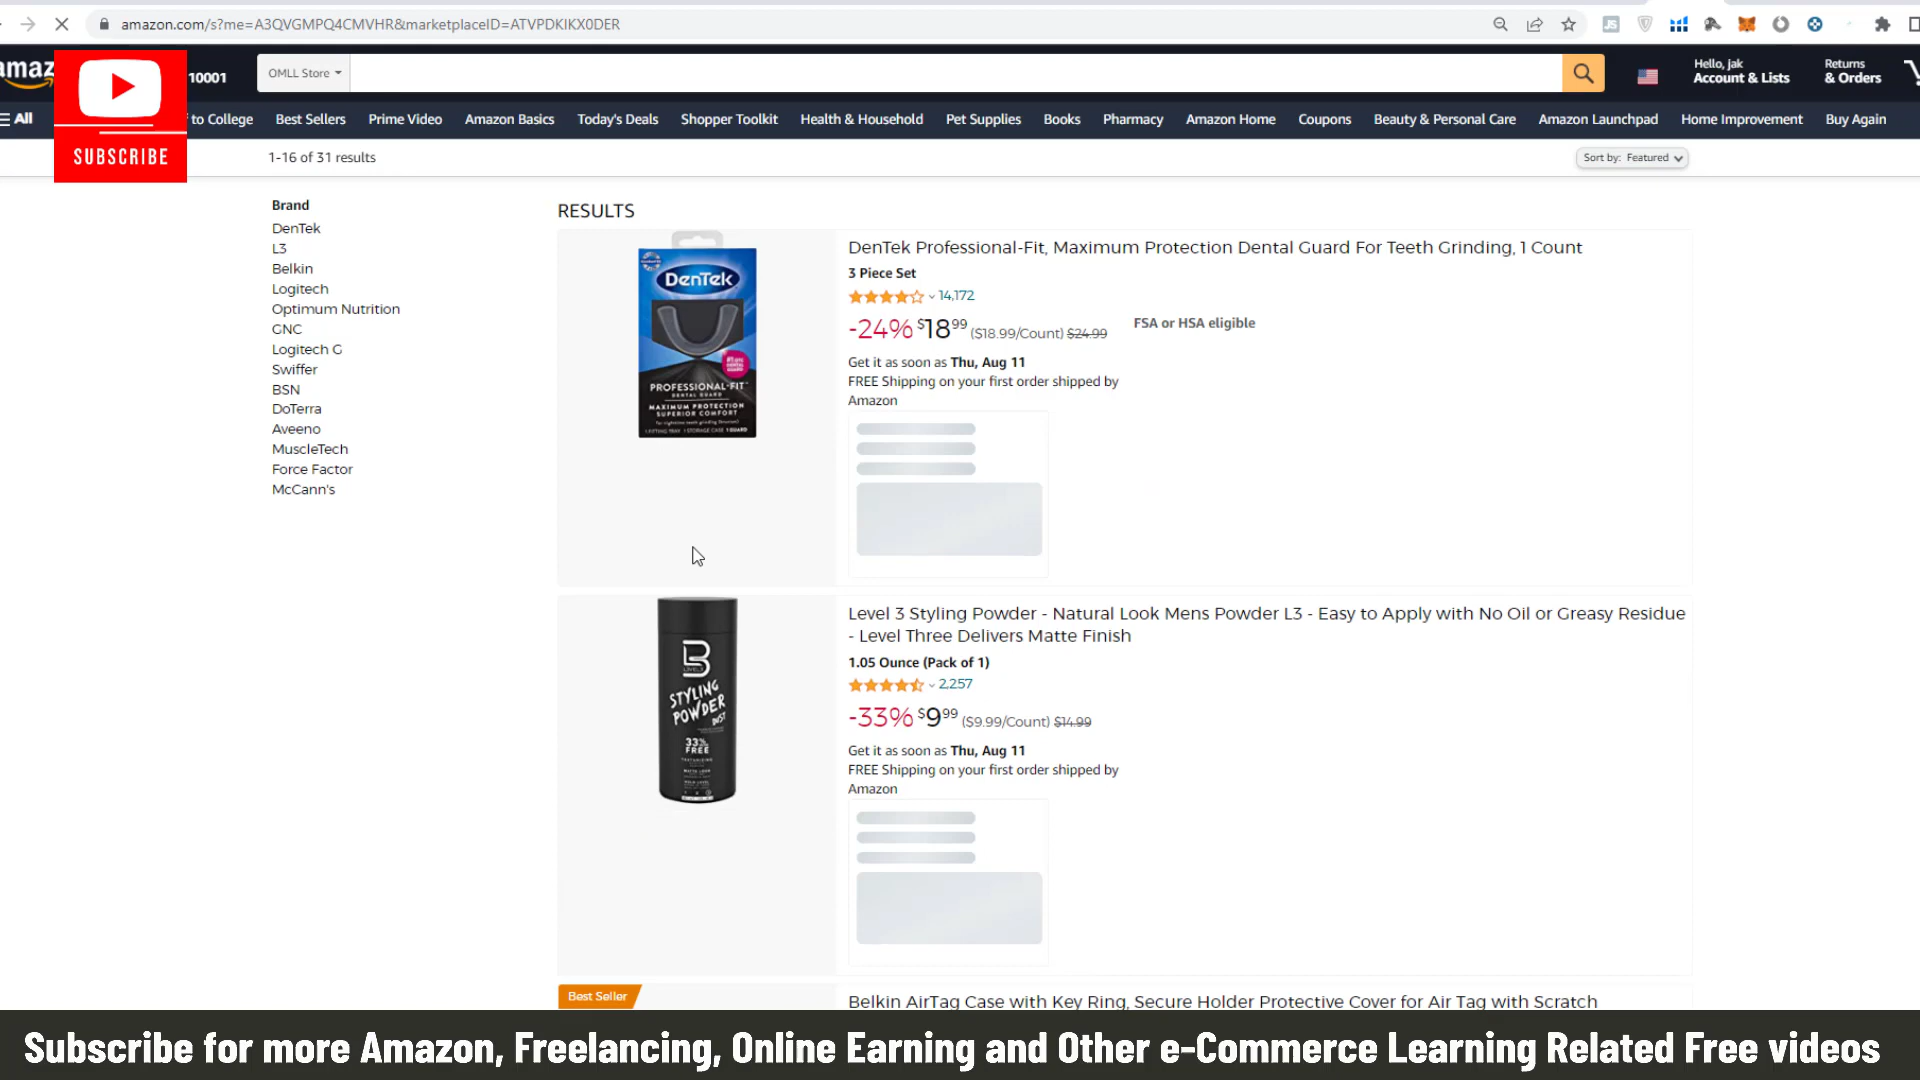 amazon.com/s?me=A3QVGMPQ4CMVHR&marketplaceID=ATVPDKIKX0DER
amaz
10001
OMLL Store
Hello, jak
Account & Lists
Returns
& Orders
SUBSCRIBE
All
to College
Best Sellers
Prime Video
Amazon Basics
Today's Deals
Shopper Toolkit
Health & Household
Pet Supplies
Books
Pharmacy
Amazon Home
Coupons
Beauty & Personal Care
Amazon Launchpad
Home Improvement
Buy Again
1-16 of 31 results
Sort by: Featured
Brand
DenTek
L3
Belkin
Logitech
Optimum Nutrition
GNC
Logitech G
Swiffer
BSN
DoTerra
Aveeno
MuscleTech
Force Factor
McCann's
RESULTS
DenTek
PROFESSIONAL-FIT
DENTAL GUARD
MAXIMUM PROTECTION
SUPERIOR COMFORT
DenTek Professional-Fit, Maximum Protection Dental Guard For Teeth Grinding, 1 Count
3 Piece Set
14,172
-24% $18.99 ($18.99/Count) $24.99
FSA or HSA eligible
Get it as soon as Thu, Aug 11
FREE Shipping on your first order shipped by
Amazon
STYLING
POWDER
33%
FREE
Level 3 Styling Powder - Natural Look Mens Powder L3 - Easy to Apply with No Oil or Greasy Residue
- Level Three Delivers Matte Finish
1.05 Ounce (Pack of 1)
2,257
-33% $9.99 ($9.99/Count) $14.99
Get it as soon as Thu, Aug 11
FREE Shipping on your first order shipped by
Amazon
Best Seller
Belkin AirTag Case with Key Ring, Secure Holder Protective Cover for Air Tag with Scratch
Subscribe for more Amazon, Freelancing, Online Earning and Other e-Commerce Learning Related Free videos